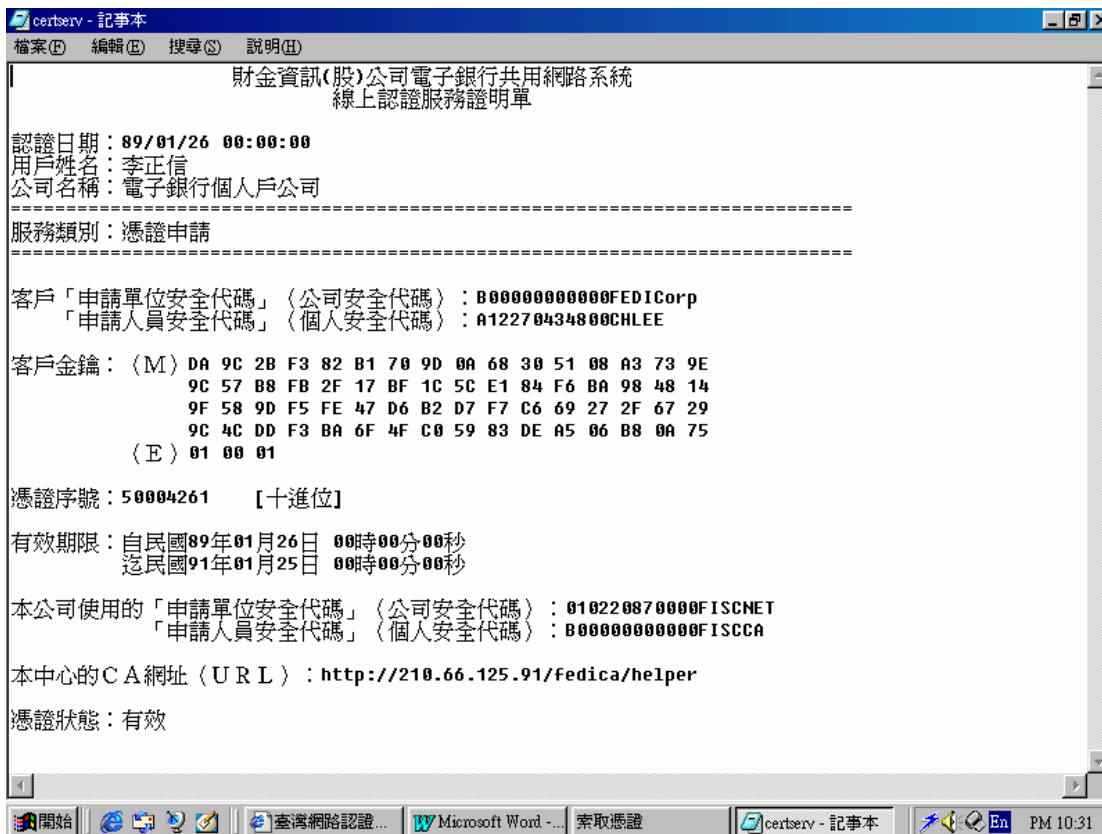 certserv - 記事本
檔案(F) 編輯(E) 搜尋(S) 說明(H)
財金資訊(股)公司電子銀行共用網路系統
線上認證服務證明單
認證日期：89/01/26 00:00:00
用戶姓名：李正信
公司名稱：電子銀行個人戶公司
============================================================================
服務類別：憑證申請
============================================================================
客戶「申請單位安全代碼」（公司安全代碼）：B00000000000FEDICorp
「申請人員安全代碼」（個人安全代碼）：A12270434800CHLEE
客戶金鑰：（Ｍ）DA 9C 2B F3 82 B1 70 9D 0A 68 30 51 08 A3 73 9E
9C 57 B8 FB 2F 17 BF 1C 5C E1 84 F6 BA 98 48 14
9F 58 9D F5 FE 47 D6 B2 D7 F7 C6 69 27 2F 67 29
9C 4C DD F3 BA 6F 4F C0 59 83 DE A5 06 B8 0A 75
（Ｅ）01 00 01
憑證序號：50004261 [十進位]
有效期限：自民國89年01月26日 00時00分00秒
迄民國91年01月25日 00時00分00秒
本公司使用的「申請單位安全代碼」（公司安全代碼）：010220870000FISCNET
「申請人員安全代碼」（個人安全代碼）：B00000000000FISCCA
本中心的ＣＡ網址（ＵＲＬ）：http://210.66.125.91/fedica/helper
憑證狀態：有效
開始 臺灣網路認證... Microsoft Word -... 索取憑證 certserv - 記事本 En PM 10:31